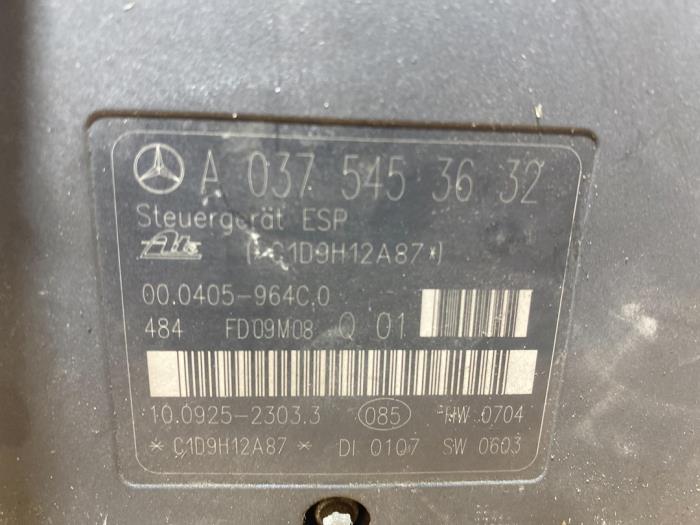 A 037 545 36 32
Steuergerät ESP
ATE (*C1D9H12A87*)
00.0405-964C.0
484 FD09M08 Q 01
10.0925-2303.3 085 HW 0704
*C1D9H12A87* DI 0107 SW 0603